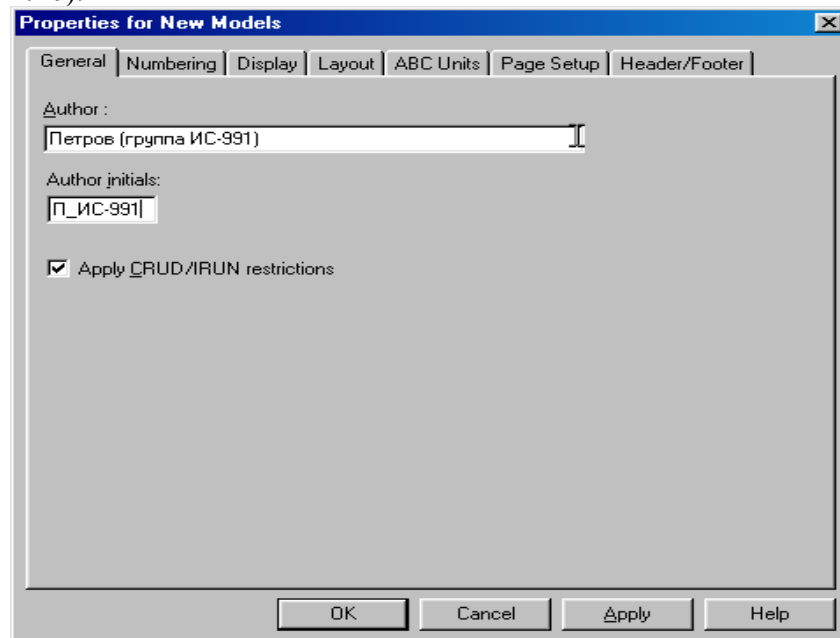 Properties for New Models
General Numbering Display Layout ABC Units Page Setup Header/Footer
Author :
Петров (группа ИС-991)
Author initials:
П_ИС-991
Apply CRUD/IRUN restrictions
OK Cancel Apply Help